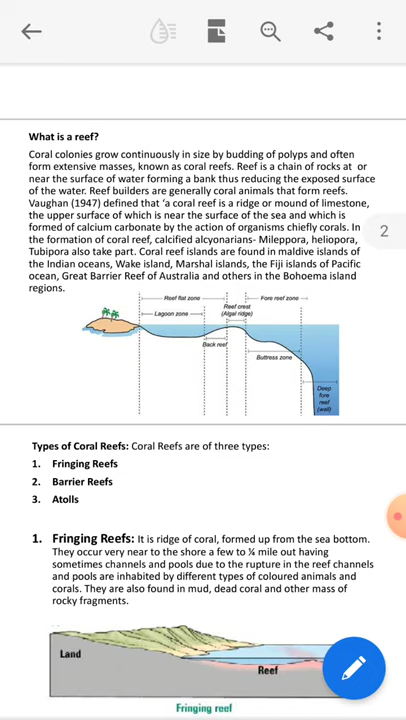 What is a reef?
Coral colonies grow continuously in size by budding of polyps and often
form extensive masses, known as coral reefs. Reef is a chain of rocks at or
near the surface of water forming a bank thus reducing the exposed surface
of the water. Reef builders are generally coral animals that form reefs.
Vaughan (1947) defined that ‘a coral reef is a ridge or mound of limestone,
the upper surface of which is near the surface of the sea and which is
formed of calcium carbonate by the action of organisms chiefly corals. In
the formation of coral reef, calcified alcyonarians- Mileppora, heliopora,
Tubipora also take part. Coral reef islands are found in maldive islands of
the Indian oceans, Wake island, Marshal islands, the Fiji islands of Pacific
ocean, Great Barrier Reef of Australia and others in the Bohoema island
regions.
2
Reef flat zone
Fore reef zone
Lagoon zone
Reef crest
(Algal ridge)
Back reef
Buttress zone
Deep
fore
reef
(wall)
Types of Coral Reefs: Coral Reefs are of three types:
1. Fringing Reefs
2. Barrier Reefs
3. Atolls
1. Fringing Reefs: It is ridge of coral, formed up from the sea bottom.
They occur very near to the shore a few to ¼ mile out having
sometimes channels and pools due to the rupture in the reef channels
and pools are inhabited by different types of coloured animals and
corals. They are also found in mud, dead coral and other mass of
rocky fragments.
Land
Reef
Fringing reef